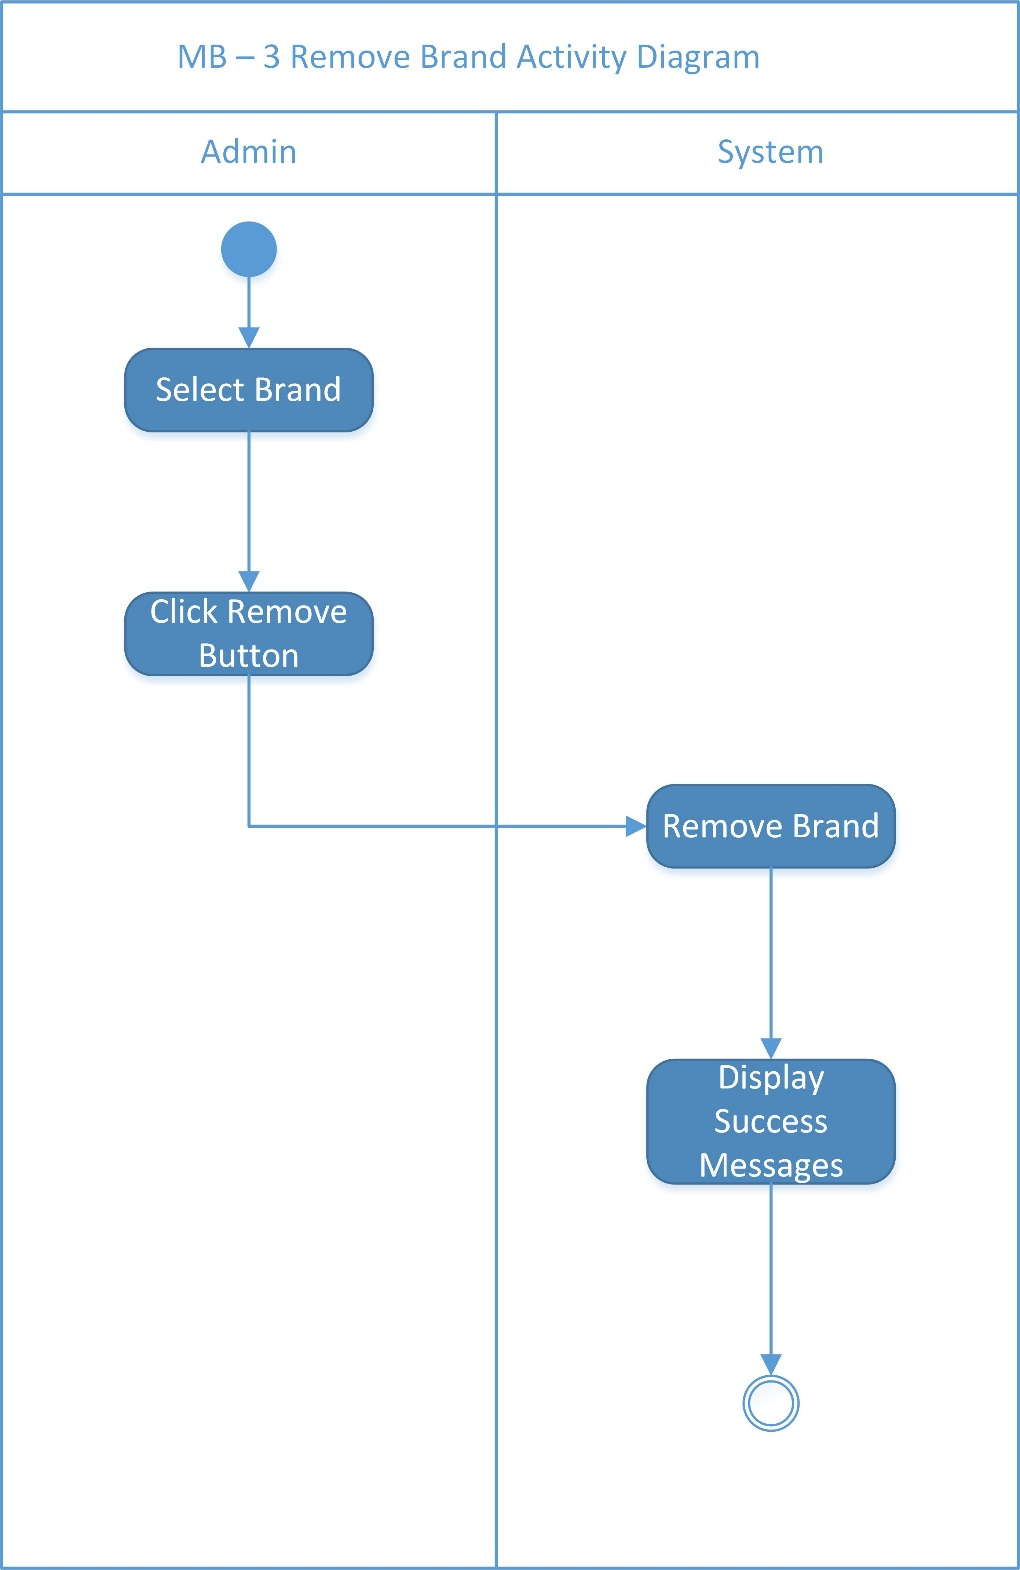 MB – 3 Remove Brand Activity Diagram
Admin
System
Select Brand
Click Remove
Button
Remove Brand
Display
Success
Messages